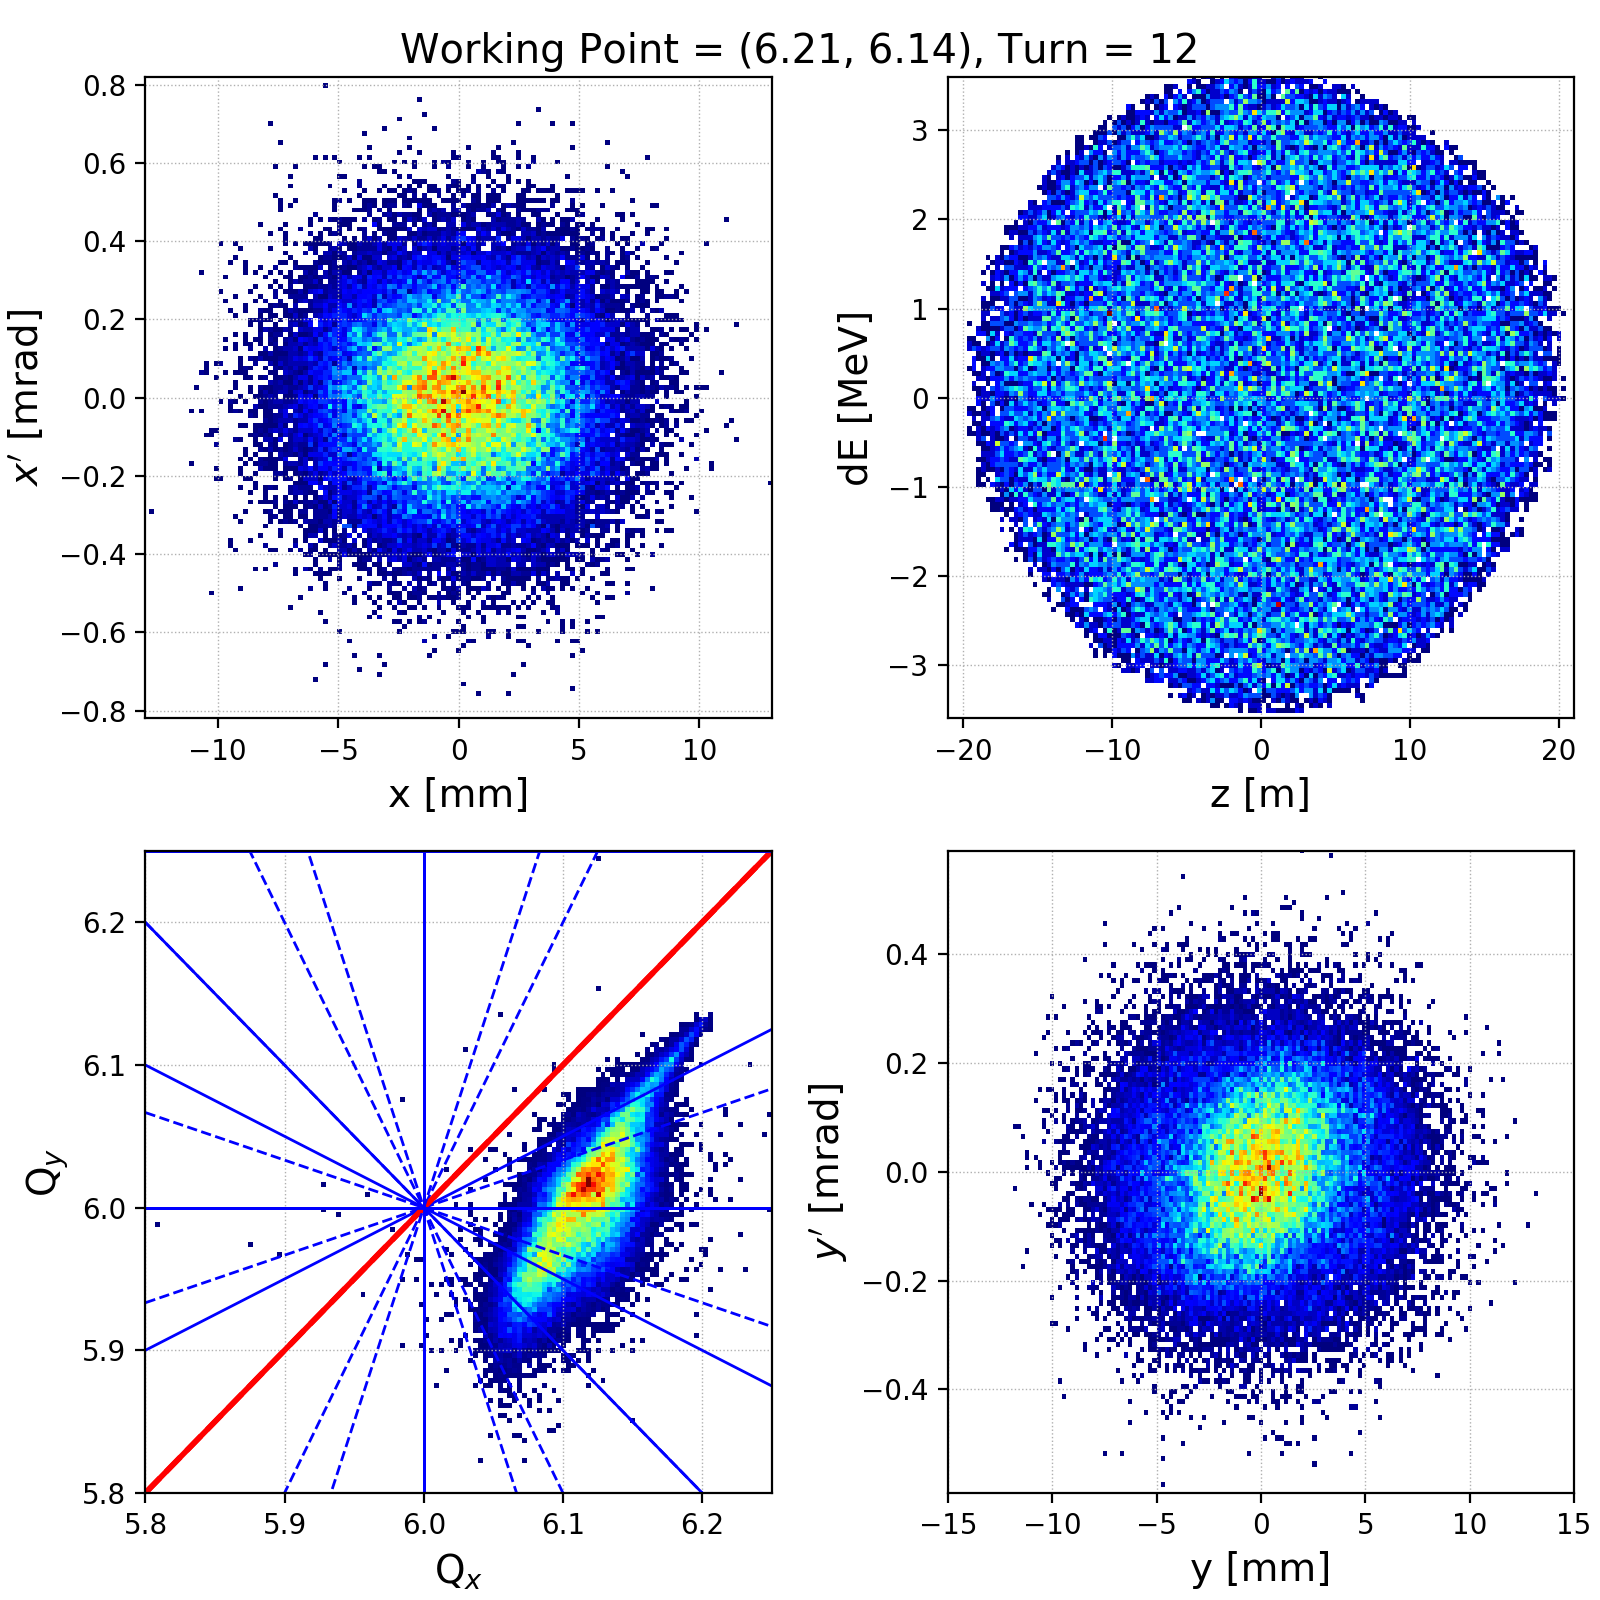 Working Point = (6.21, 6.14), Turn = 12
0.8
0.6
0.4
0.2
0.0
−0.2
−0.4
−0.6
−0.8
x′ [mrad]
−10 −5 0 5 10
x [mm]
3
2
1
0
−1
−2
−3
dE [MeV]
−20 −10 0 10 20
z [m]
6.2
6.1
6.0
5.9
5.8
Qy
5.8 5.9 6.0 6.1 6.2
Qx
0.4
0.2
0.0
−0.2
−0.4
y′ [mrad]
−15 −10 −5 0 5 10 15
y [mm]